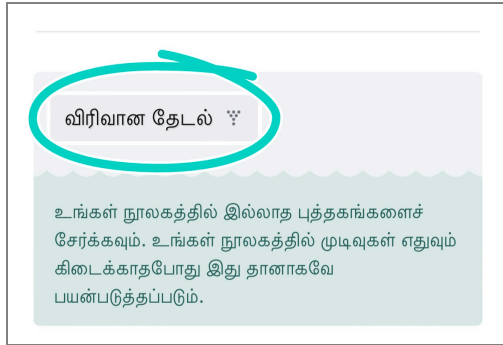 விரிவான தேடல்
உங்கள் நூலகத்தில் இல்லாத புத்தகங்களைச்
சேர்க்கவும். உங்கள் நூலகத்தில் முடிவுகள் எதுவும்
கிடைக்காதபோது இது தானாகவே
பயன்படுத்தப்படும்.